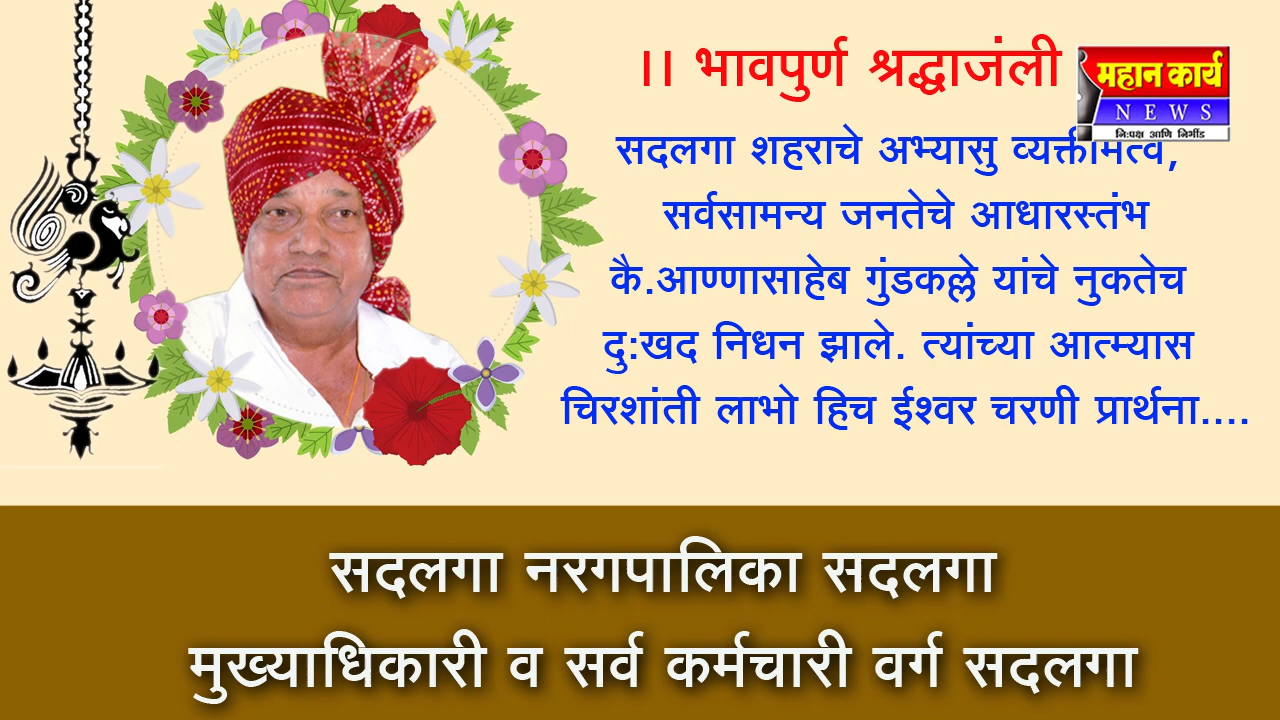 ।। भावपुर्ण श्रद्धाजंली
महान कार्य
NEWS
नि:पक्ष आणि निर्भीड
सदलगा शहराचे अभ्यासु व्यक्तीमत्व,
सर्वसामन्य जनतेचे आधारस्तंभ
कै.आण्णासाहेब गुंडकल्ले यांचे नुकतेच
दु:खद निधन झाले. त्यांच्या आत्म्यास
चिरशांती लाभो हिच ईश्वर चरणी प्रार्थना....
सदलगा नरगपालिका सदलगा
मुख्याधिकारी व सर्व कर्मचारी वर्ग सदलगा